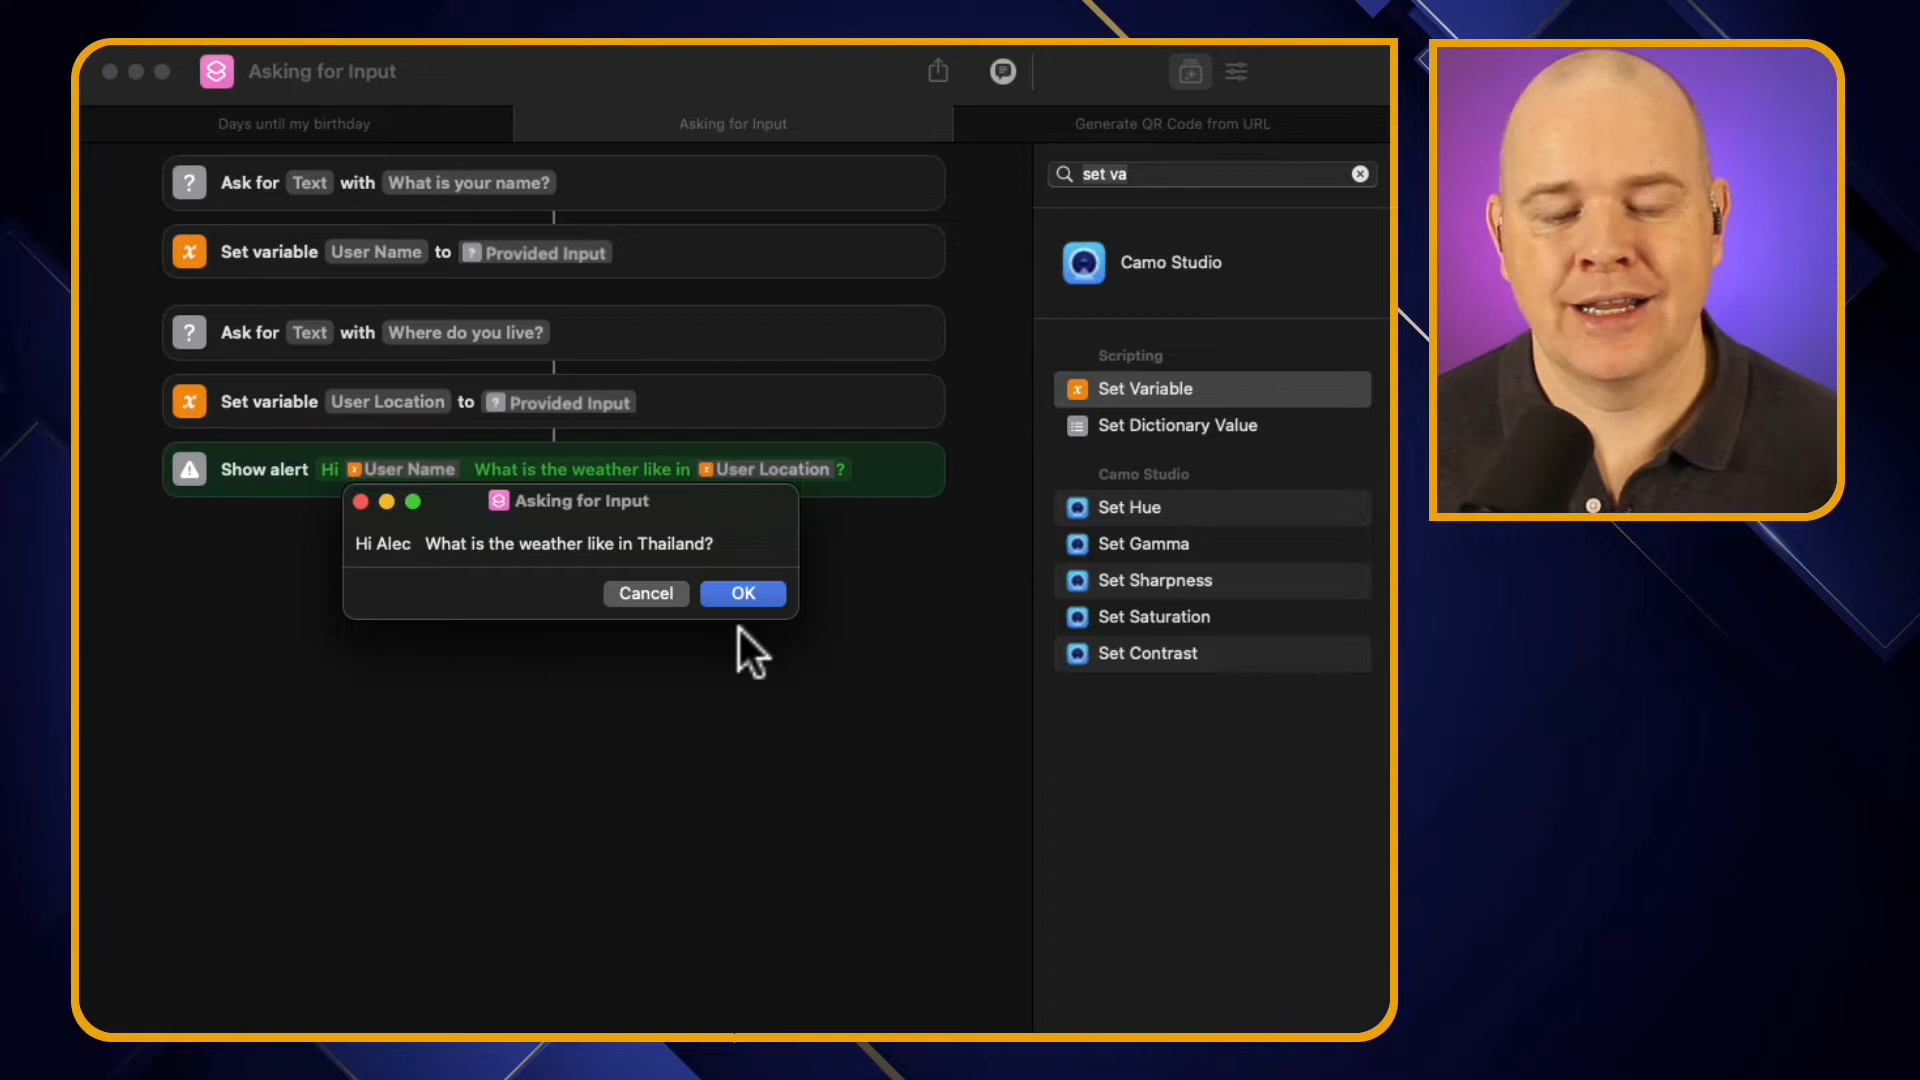 Asking for Input
Days until my birthday
Asking for Input
Generate QR Code from URL
? Ask for Text with What is your name?
x Set variable User Name to ? Provided Input
? Ask for Text with Where do you live?
x Set variable User Location to ? Provided Input
Show alert Hi x User Name What is the weather like in x User Location ?
Asking for Input
Hi Alec What is the weather like in Thailand?
Cancel
OK
set va
Camo Studio
Scripting
x Set Variable
Set Dictionary Value
Camo Studio
Set Hue
Set Gamma
Set Sharpness
Set Saturation
Set Contrast